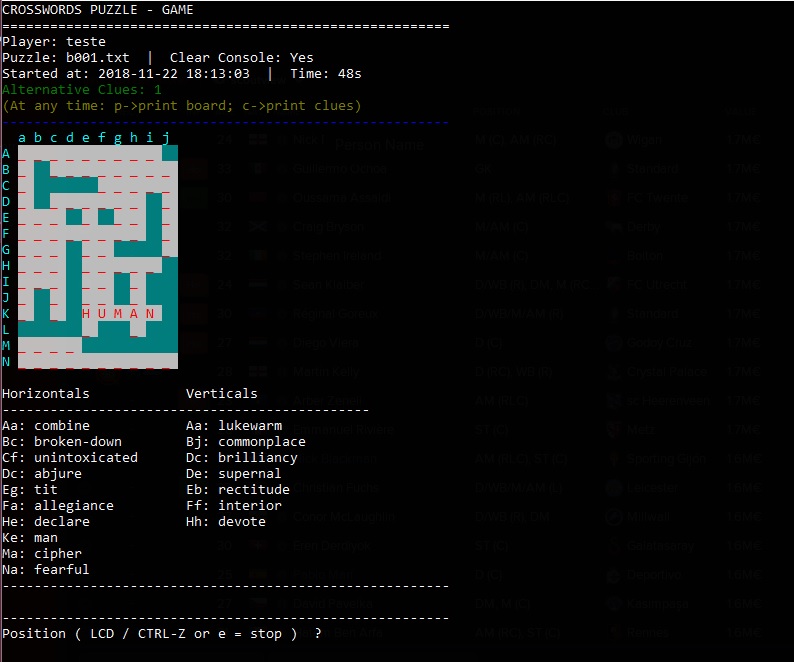 CROSSWORDS PUZZLE - GAME
Player: teste
Puzzle: b001.txt | Clear Console: Yes
Started at: 2018-11-22 18:13:03 | Time: 48s
Alternative Clues: 1
(At any time: p->print board; c->print clues)
a b c d e f g h i j
A
B
C
D
E
F
G
H
I
J
K H U M A N
L
M
N
Horizontals Verticals
Aa: combine Aa: lukewarm
Bc: broken-down Bj: commonplace
Cf: unintoxicated Dc: brilliancy
Dc: abjure De: supernal
Eg: tit Eb: rectitude
Fa: allegiance Ff: interior
He: declare Hh: devote
Ke: man
Ma: cipher
Na: fearful
Position ( LCD / CTRL-Z or e = stop ) ?